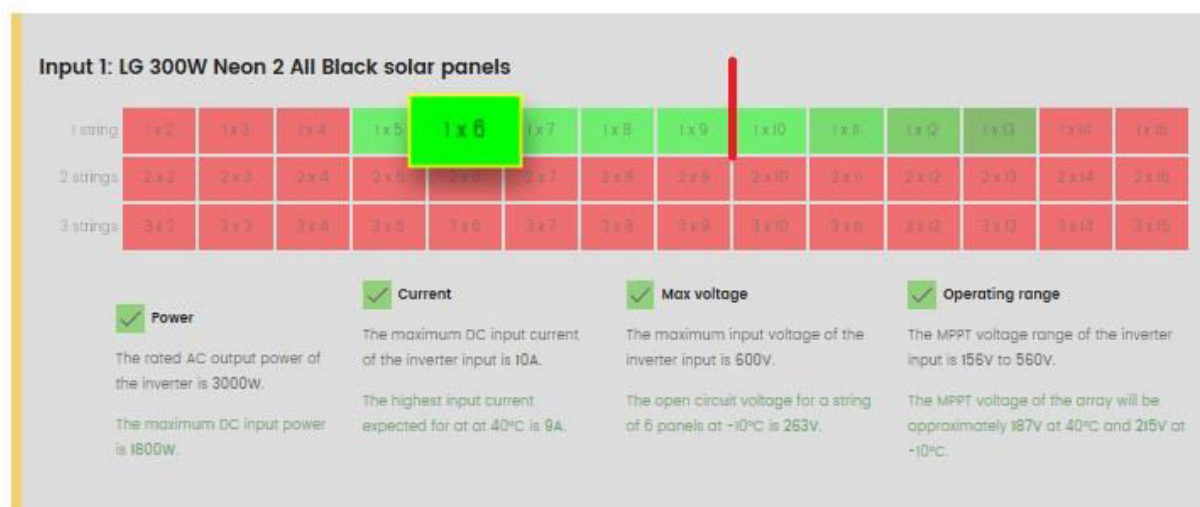 Input 1: LG 300W Neon 2 All Black solar panels
1 string 1 x 2 1 x 3 1 x 4 1 x 5 1 x 6 1 x 7 1 x 8 1 x 9 1 x 10 1 x 11 1 x 12 1 x 13 1 x 14 1 x 15
2 strings 2 x 2 2 x 3 2 x 4 2 x 5 2 x 6 2 x 7 2 x 8 2 x 9 2 x 10 2 x 11 2 x 12 2 x 13 2 x 14 2 x 15
3 strings 3 x 2 3 x 3 3 x 4 3 x 5 3 x 6 3 x 7 3 x 8 3 x 9 3 x 10 3 x 11 3 x 12 3 x 13 3 x 14 3 x 15
Power
The rated AC output power of
the inverter is 3000W.
The maximum DC input power
is 1800W.
Current
The maximum DC input current
of the inverter input is 10A.
The highest input current
expected for at at 40°C is 9A.
Max voltage
The maximum input voltage of the
inverter input is 600V.
The open circuit voltage for a string
of 6 panels at -10°C is 263V.
Operating range
The MPPT voltage range of the inverter
input is 156V to 560V.
The MPPT voltage of the array will be
approximately 187V at 40°C and 215V at
-10°C.